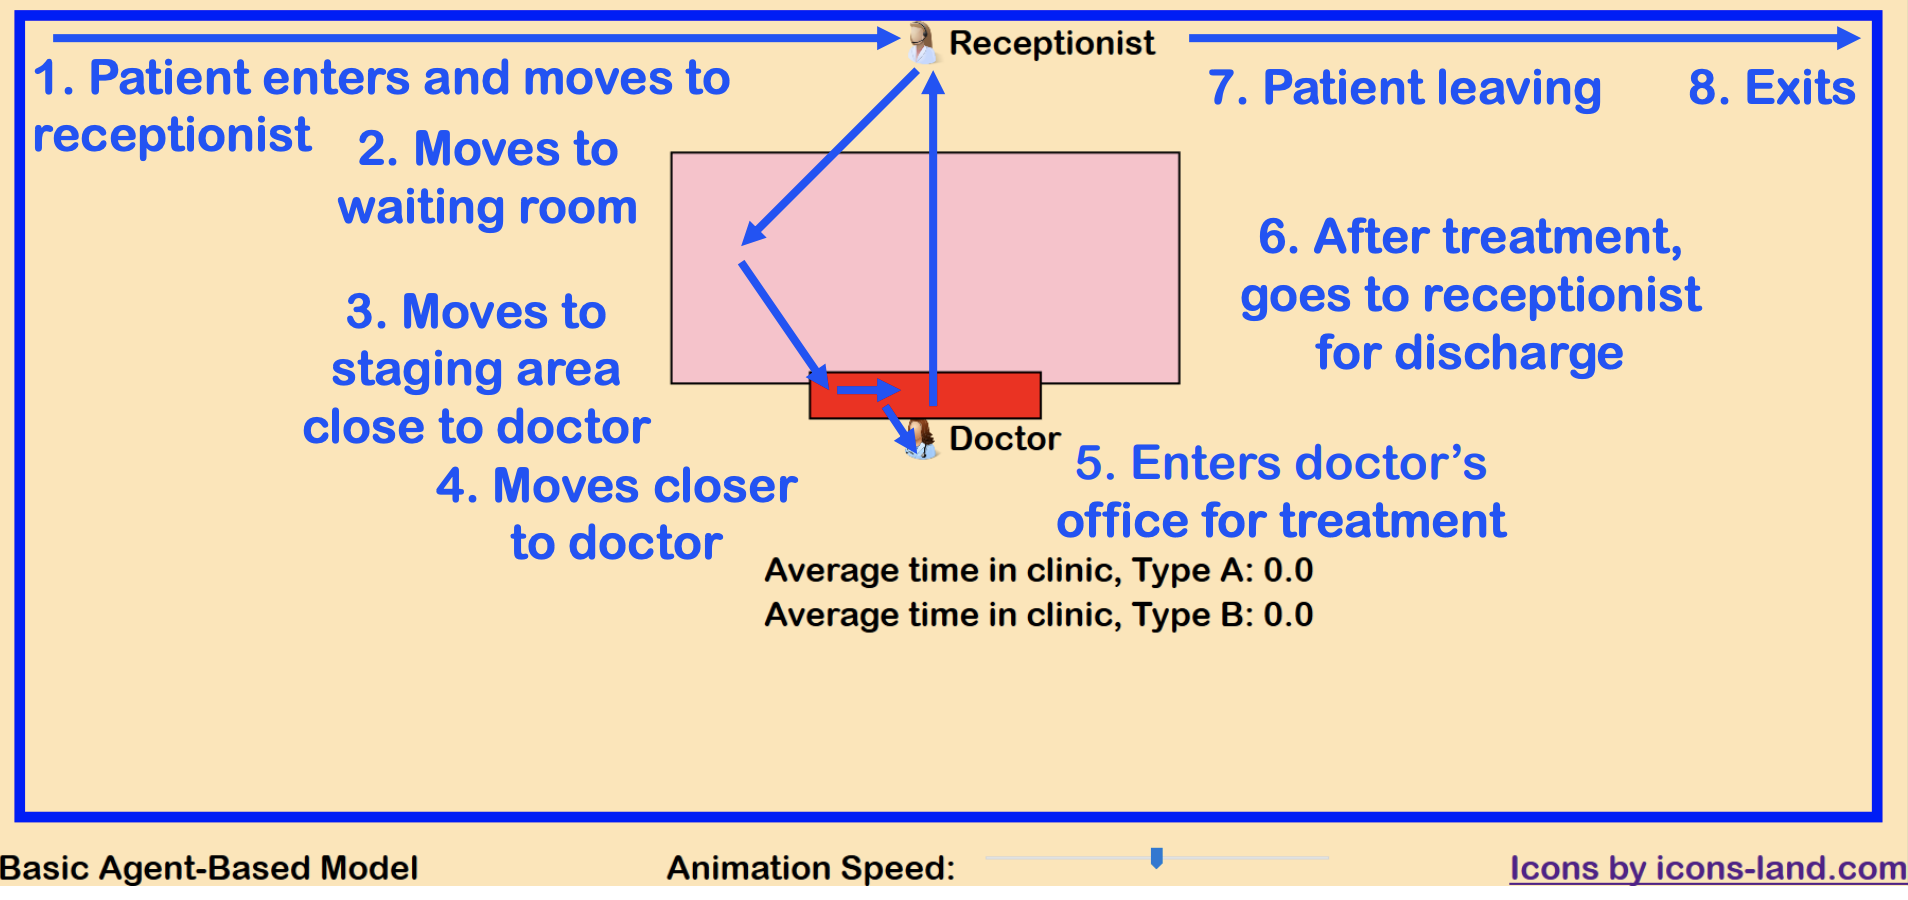 Receptionist
1. Patient enters and moves to
receptionist
2. Moves to
waiting room
3. Moves to
staging area
close to doctor
4. Moves closer
to doctor
Doctor
5. Enters doctor’s
office for treatment
6. After treatment,
goes to receptionist
for discharge
7. Patient leaving
8. Exits
Average time in clinic, Type A: 0.0
Average time in clinic, Type B: 0.0
Basic Agent-Based Model
Animation Speed:
Icons by icons-land.com